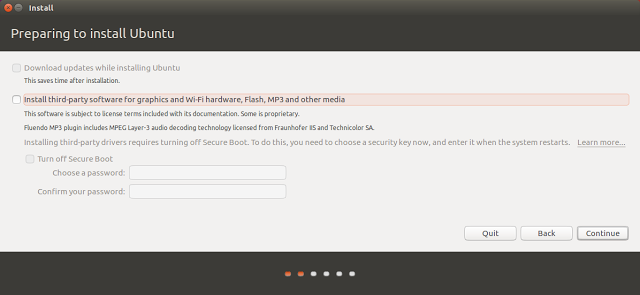 Install
Preparing to install Ubuntu
Download updates while installing Ubuntu
This saves time after installation.
Install third-party software for graphics and Wi-Fi hardware, Flash, MP3 and other media
This software is subject to license terms included with its documentation. Some is proprietary.
Fluendo MP3 plugin includes MPEG Layer-3 audio decoding technology licensed from Fraunhofer IIS and Technicolor SA.
Installing third-party drivers requires turning off Secure Boot. To do this, you need to choose a security key now, and enter it when the system restarts. Learn more...
Turn off Secure Boot
Choose a password:
Confirm your password:
Quit Back Continue